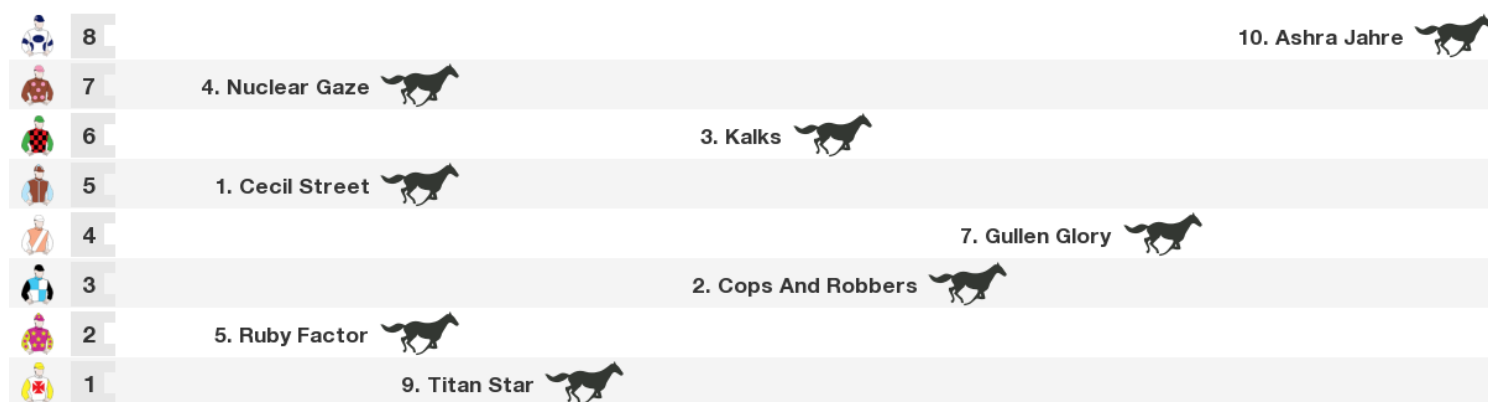 8 10. Ashra Jahre
7 4. Nuclear Gaze
6 3. Kalks
5 1. Cecil Street
4 7. Gullen Glory
3 2. Cops And Robbers
2 5. Ruby Factor
1 9. Titan Star